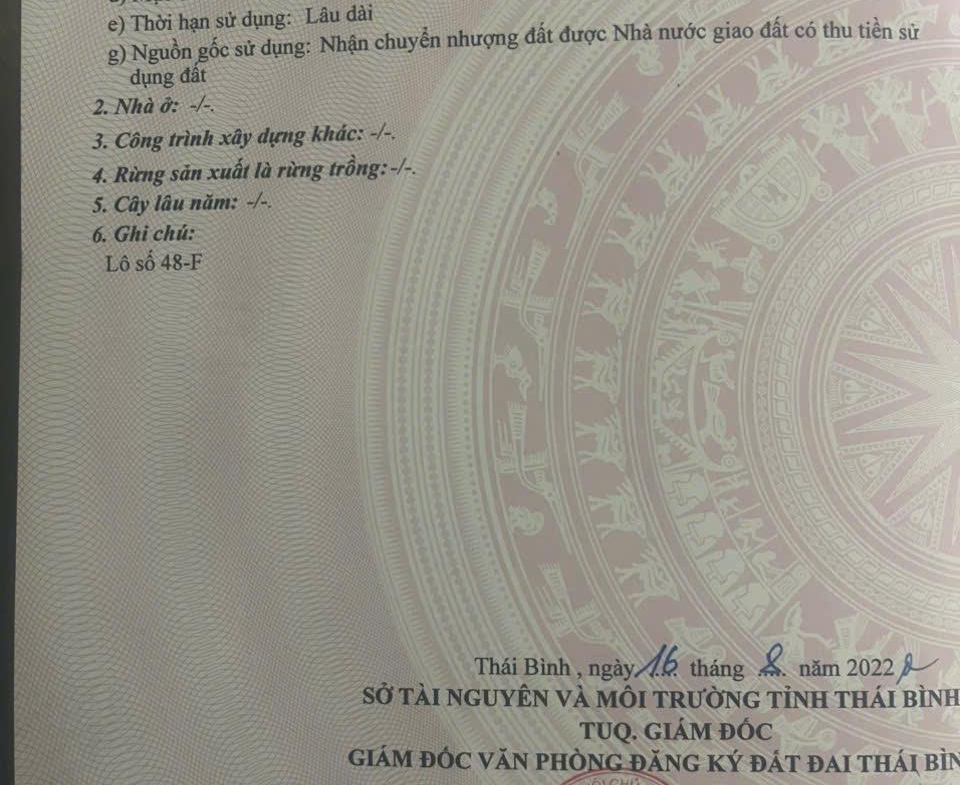 e) Thời hạn sử dụng: Lâu dài
g) Nguồn gốc sử dụng: Nhận chuyển nhượng đất được Nhà nước giao đất có thu tiền sử
dụng đất
2. Nhà ở: -/-.
3. Công trình xây dựng khác: -/-.
4. Rừng sản xuất là rừng trồng: -/-.
5. Cây lâu năm: -/-.
6. Ghi chú:
Lô số 48-F
Thái Bình , ngày 16 tháng 8 năm 2022
SỞ TÀI NGUYÊN VÀ MÔI TRƯỜNG TỈNH THÁI BÌNH
TUQ. GIÁM ĐỐC
GIÁM ĐỐC VĂN PHÒNG ĐĂNG KÝ ĐẤT ĐAI THÁI BÌN